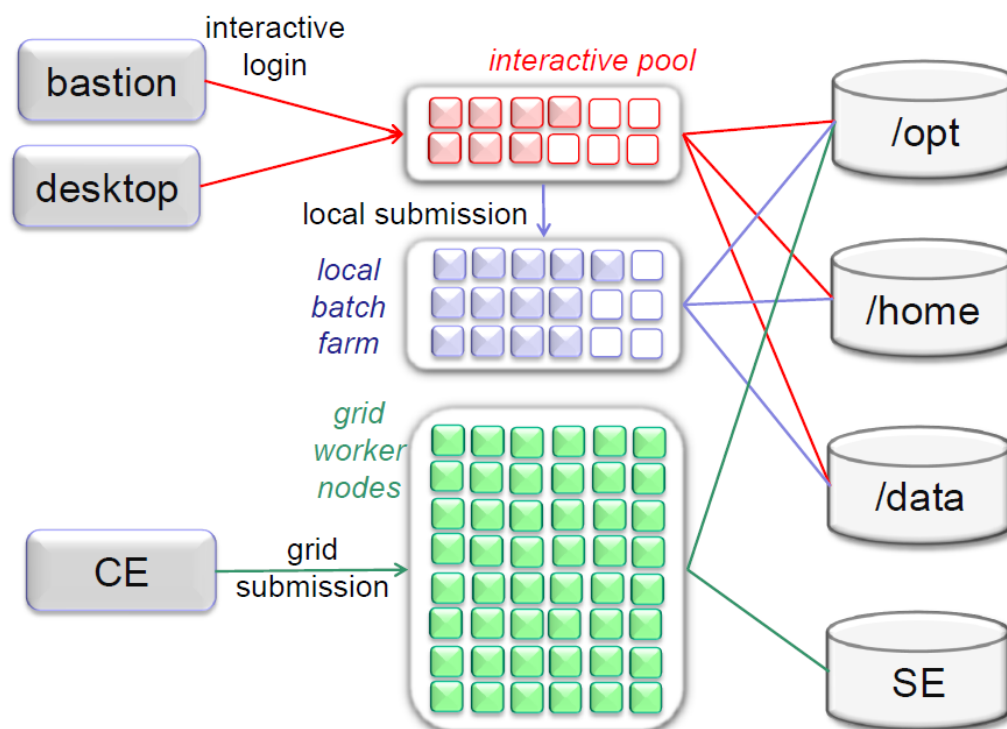 interactive
login
bastion
desktop
interactive pool
/opt
local submission
local
batch
farm
/home
grid
worker
nodes
/data
CE
grid
submission
SE